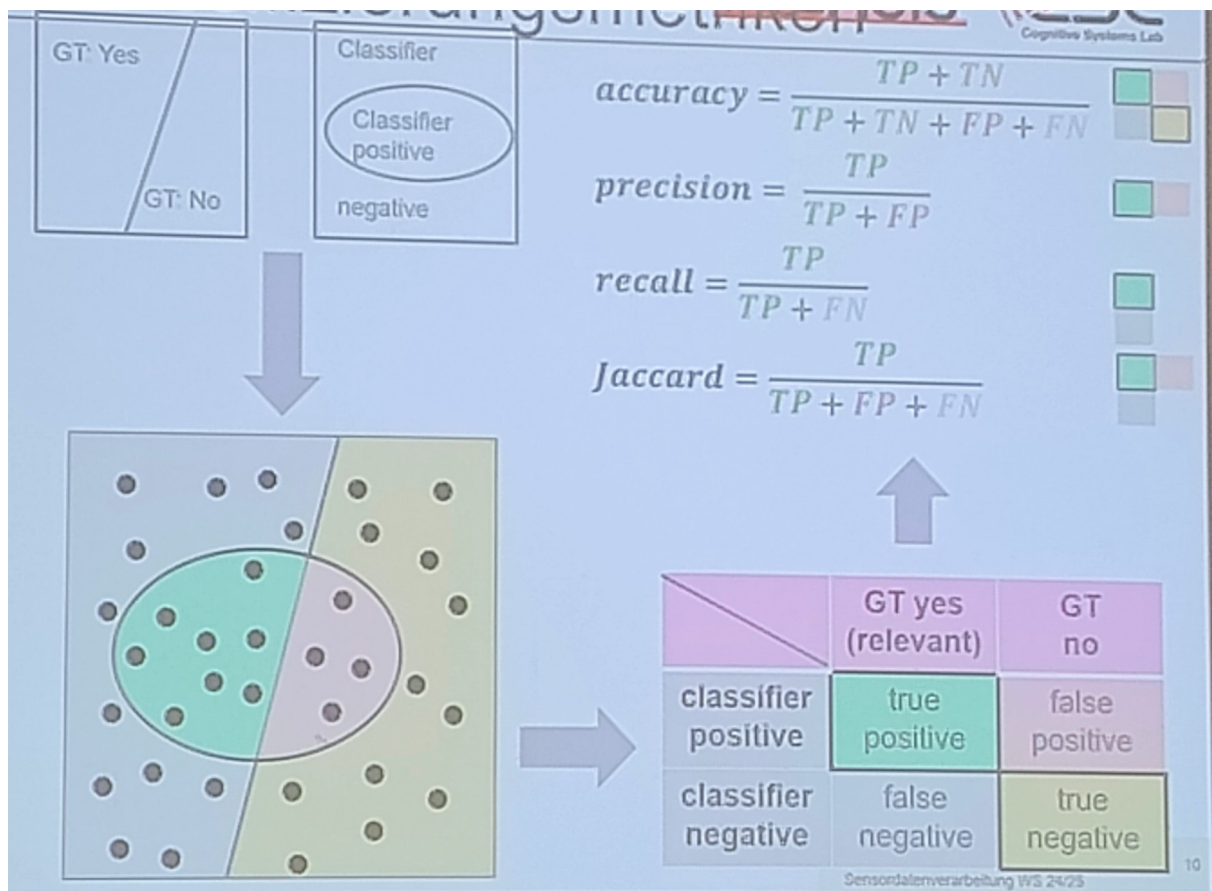 Cognitive Systems Lab
GT: Yes
GT: No
Classifier
Classifier
positive
negative
accuracy = TP + TN / TP + TN + FP + FN
precision = TP / TP + FP
recall = TP / TP + FN
Jaccard = TP / TP + FP + FN
GT yes
(relevant)
GT
no
classifier
positive
true
positive
false
positive
classifier
negative
false
negative
true
negative
Sensordatenverarbeitung WS 24/25
10